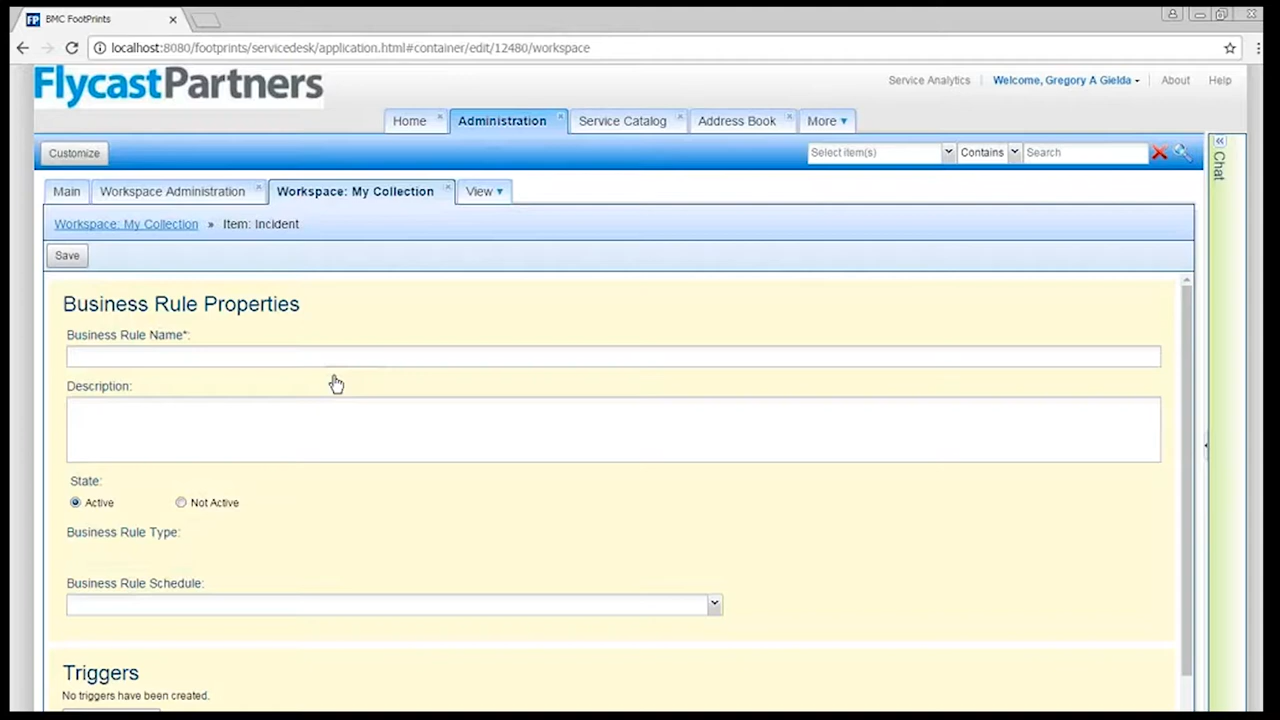 FP BMC FootPrints
localhost:8080/footprints/servicedesk/application.html#container/edit/12480/workspace
FlycastPartners
Service Analytics Welcome, Gregory A Gielda About Help
Home Administration Service Catalog Address Book More
Customize Select item(s) Contains Search
Chat
Main Workspace Administration Workspace: My Collection View
Workspace: My Collection » Item: Incident
Save
Business Rule Properties
Business Rule Name*:
Description:
State:
Active Not Active
Business Rule Type:
Business Rule Schedule:
Triggers
No triggers have been created.